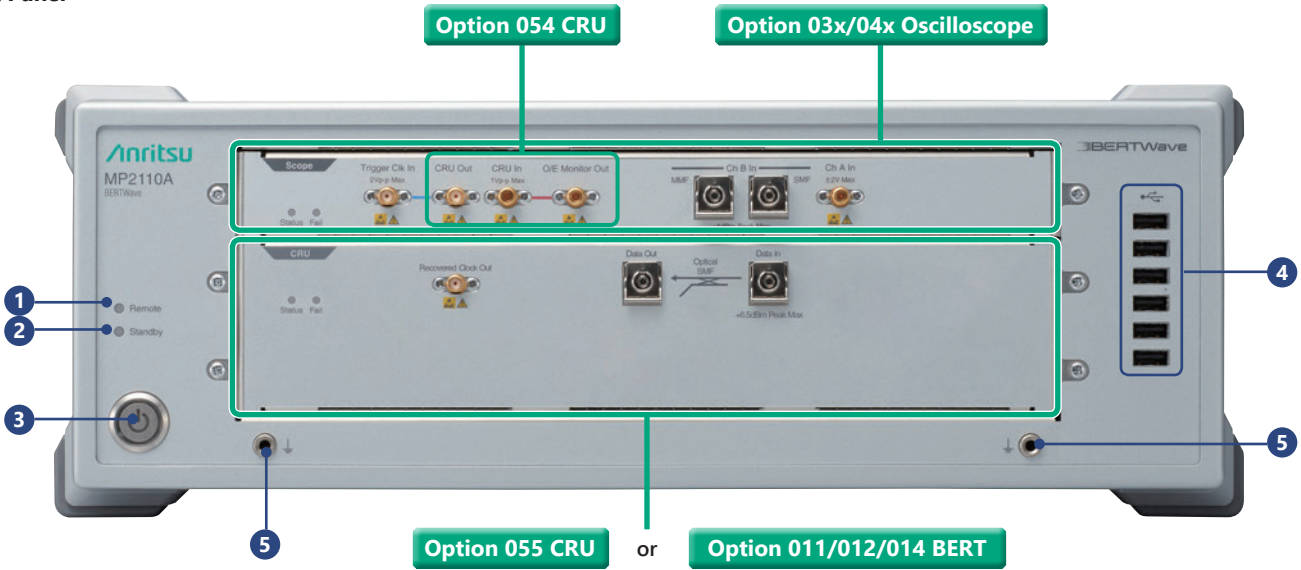 Panel
Option 054 CRU
Option 03x/04x Oscilloscope
Anritsu
MP2110A
BERTWave
BERTWave
Scope
Trigger Clk In
2Vp-p Max
CRU Out
CRU In
1Vp-p Max
O/E Monitor Out
Ch B In
MMF
SMF
Ch A In
±2V Max
Status Fail
Peak Max
CRU
Recovered Clock Out
Data Out
Optical
SMF
Data In
+6.5dBm Peak Max
Status Fail
1
Remote
2
Standby
3
4
5
5
Option 055 CRU
or
Option 011/012/014 BERT